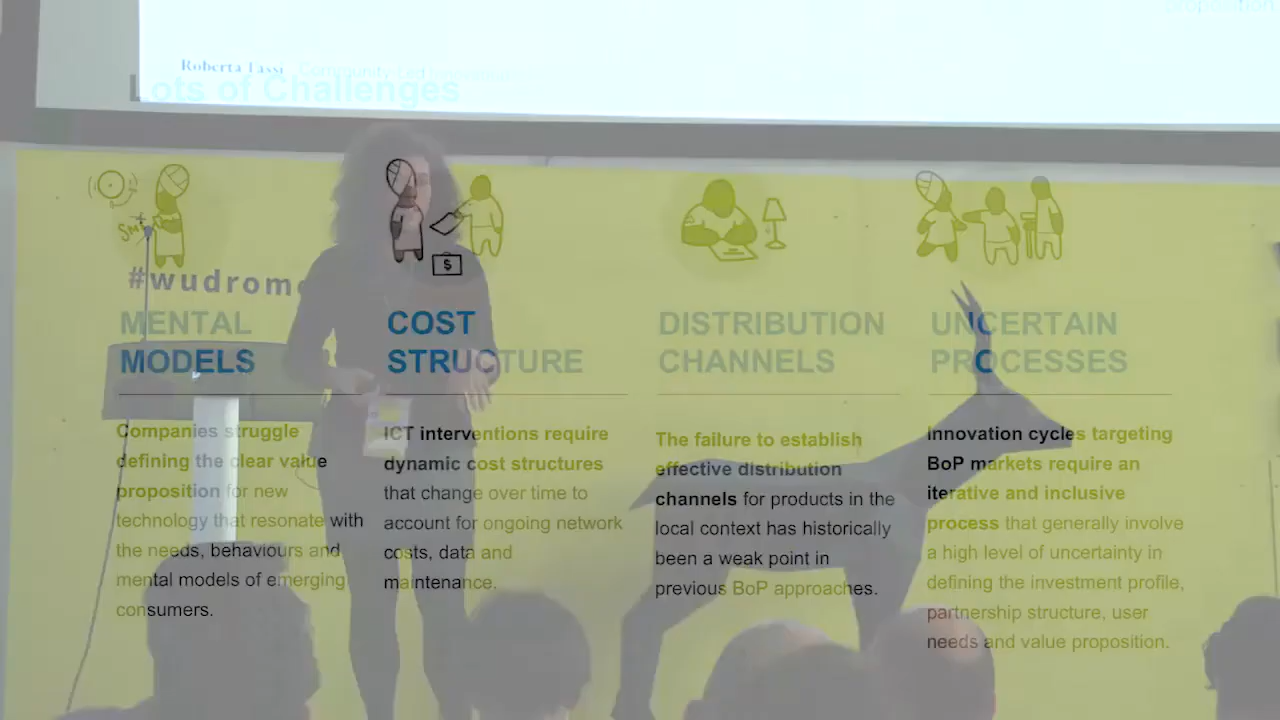 proposition
Roberta Tassi
Lots of Challenges
#wudrome
$
MENTAL
MODELS
Companies struggle
defining the clear value
proposition for new
technology that resonate with
the needs, behaviours and
mental models of emerging
consumers.
COST
STRUCTURE
ICT interventions require
dynamic cost structures
that change over time to
account for ongoing network
costs, data and
maintenance.
DISTRIBUTION
CHANNELS
The failure to establish
effective distribution
channels for products in the
local context has historically
been a weak point in
previous BoP approaches.
UNCERTAIN
PROCESSES
Innovation cycles targeting
BoP markets require an
iterative and inclusive
process that generally involve
a high level of uncertainty in
defining the investment profile,
partnership structure, user
needs and value proposition.